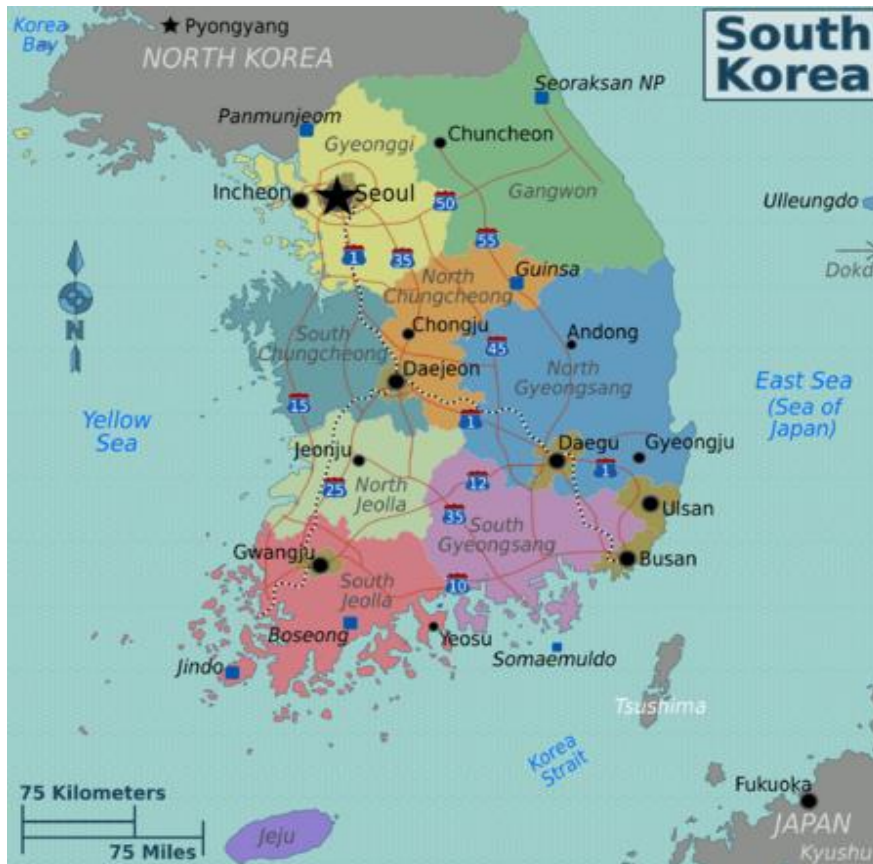 Korea
Bay
Pyongyang
NORTH KOREA
South
Korea
Seoraksan NP
Panmunjeom
Gyeonggi
Chuncheon
Incheon
Seoul
Gangwon
50
Ulleungdo
55
1
35
Dokd
North
Chungcheong
Guinsa
N
South
Chungcheong
Chongju
Andong
45
Daejeon
North
Gyeongsang
East Sea
(Sea of
Japan)
15
Yellow
Sea
1
Jeonju
Daegu
Gyeongju
1
25
North
Jeolla
12
35
South
Gyeongsang
Ulsan
Gwangju
Busan
South
Jeolla
10
Boseong
Yeosu
Somaemuldo
Jindo
Tsushima
Korea
Strait
75 Kilometers
75 Miles
Jeju
Fukuoka
JAPAN
Kyushu